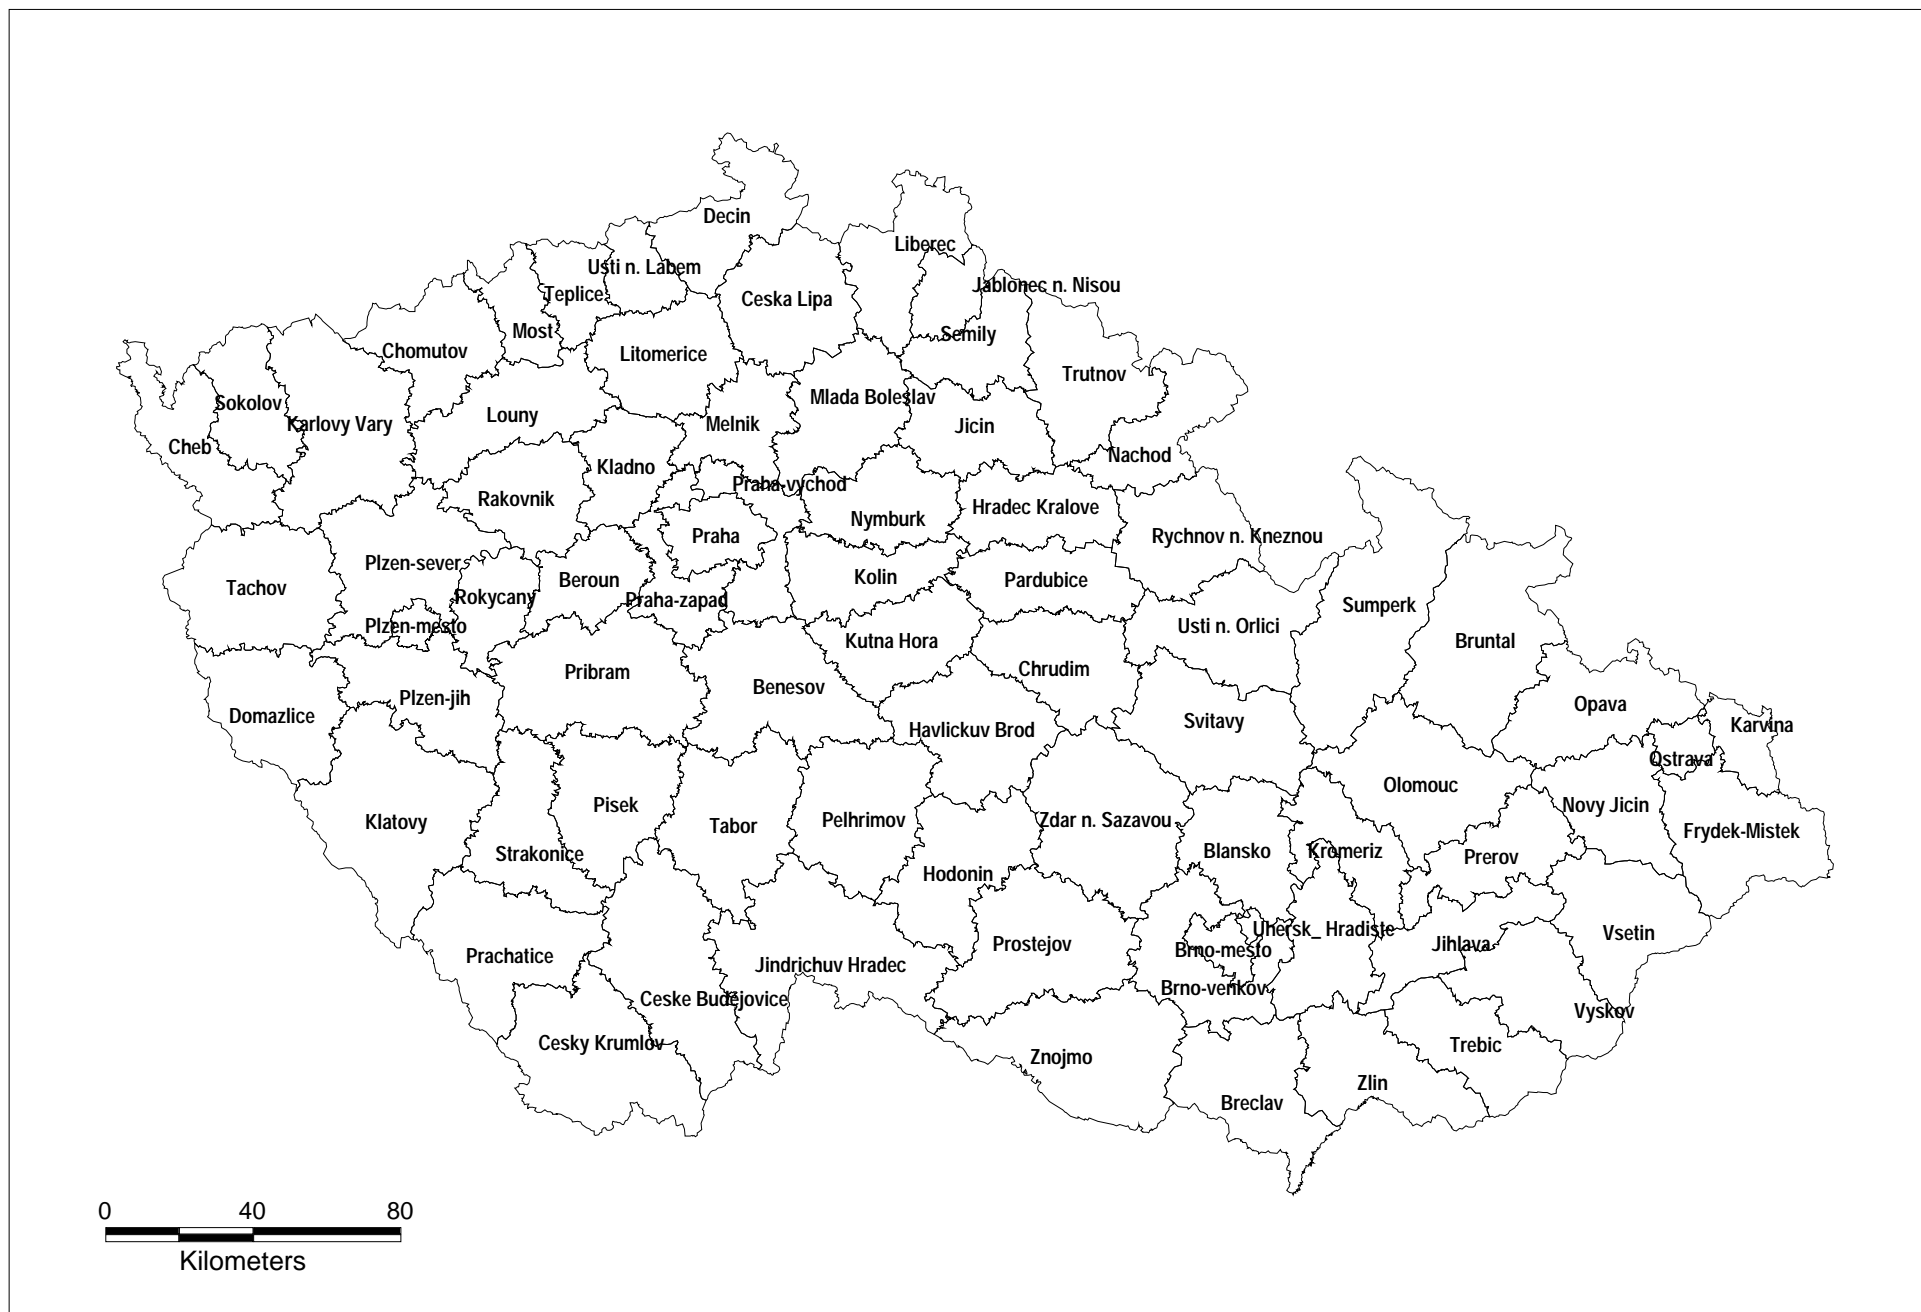 Decin
Liberec
Usti n. Labem
Jablonec n. Nisou
Teplice
Ceska Lipa
Most
Semily
Chomutov
Litomerice
Trutnov
Sokolov
Mlada Boleslav
Louny
Karlovy Vary
Melnik
Jicin
Cheb
Nachod
Kladno
Praha-vychod
Rakovnik
Hradec Kralove
Nymburk
Praha
Rychnov n. Kneznou
Plzen-sever
Kolin
Pardubice
Beroun
Tachov
Rokycany
Praha-zapad
Sumperk
Plzen-mesto
Usti n. Orlici
Kutna Hora
Bruntal
Chrudim
Pribram
Benesov
Plzen-jih
Opava
Domazlice
Svitavy
Karvina
Havlickuv Brod
Ostrava
Olomouc
Pisek
Novy Jicin
Klatovy
Tabor
Pelhrimov
Zdar n. Sazavou
Frydek-Mistek
Strakonice
Blansko
Kromeriz
Prerov
Hodonin
Uhersk_ Hradiste
Vsetin
Prostejov
Jihlava
Brno-mesto
Prachatice
Jindrichuv Hradec
Brno-venkov
Ceske Budejovice
Vyskov
Cesky Krumlov
Trebic
Znojmo
Zlin
Breclav
0 40 80
Kilometers